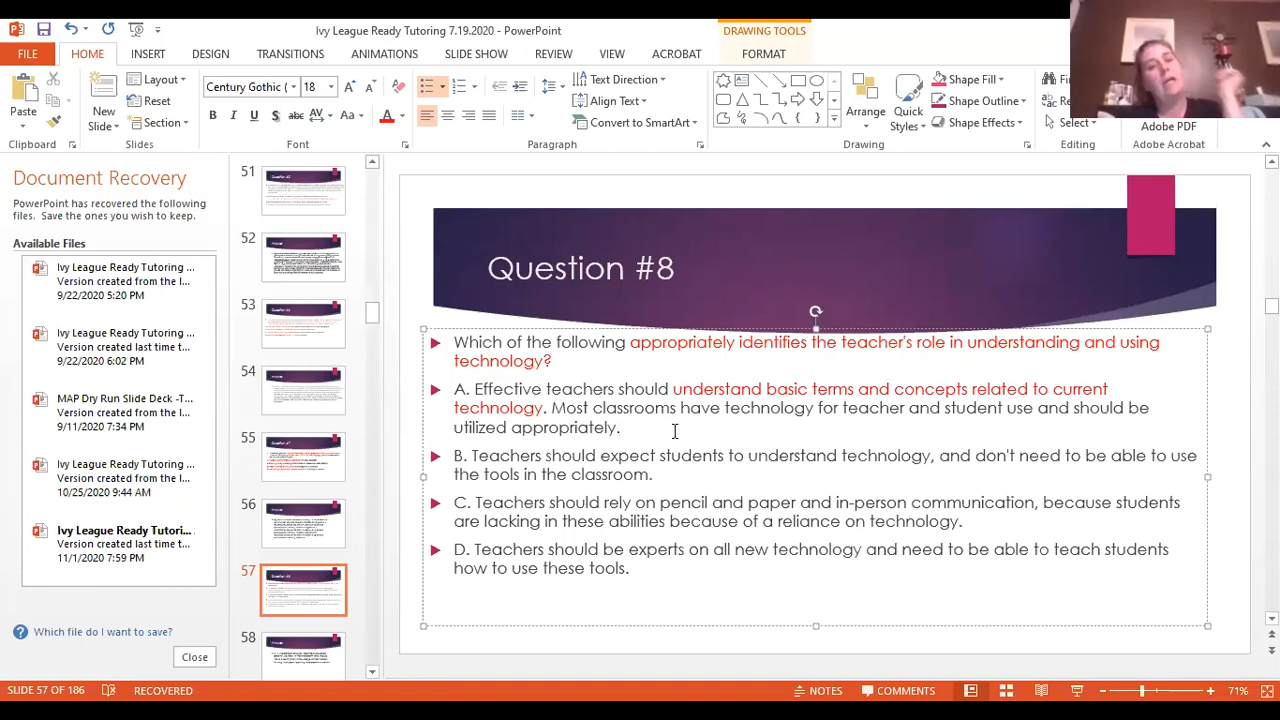 Ivy League Ready Tutoring 7.19.2020 - PowerPoint
DRAWING TOOLS
FILE HOME INSERT DESIGN TRANSITIONS ANIMATIONS SLIDE SHOW REVIEW VIEW ACROBAT FORMAT
Paste
New Slide
Layout
Reset
Section
Century Gothic ( 18
B I U S abc AV Aa A
Text Direction
Align Text
Convert to SmartArt
Arrange
Quick Styles
Shape Fill
Shape Outline
Shape Effects
Select
Adobe PDF
Clipboard Slides Font Paragraph Drawing Editing Adobe Acrobat
Document Recovery
PowerPoint has recovered the following
files. Save the ones you wish to keep.
Available Files
Ivy League Ready Tutoring ...
Version created from the l...
9/22/2020 5:20 PM
Ivy League Ready Tutoring ...
Version created last time t...
9/22/2020 6:02 PM
MAP Dry Run Slide Deck -T...
Version created from the l...
9/11/2020 7:34 PM
Ivy League Ready Tutoring ...
Version created from the l...
10/25/2020 9:44 AM
Ivy League Ready Tutori...
Version created last time t...
11/1/2020 7:59 PM
Which file do I want to save?
Close
51
52
53
54
55
56
57
58
Question #8
Which of the following appropriately identifies the teacher's role in understanding and using
technology?
A. Effective teachers should understand basic terms and concepts related to current
technology. Most classrooms have technology for teacher and student use and should be
utilized appropriately.
B. Teachers should expect students to understand technology, and don't need to be able to use
the tools in the classroom.
C. Teachers should rely on pencil and paper and in-person communication, because students
are lacking in these abilities because of a reliance on technology.
D. Teachers should be experts on all new technology and need to be able to teach students
how to use these tools.
SLIDE 57 OF 186 RECOVERED NOTES COMMENTS 71%